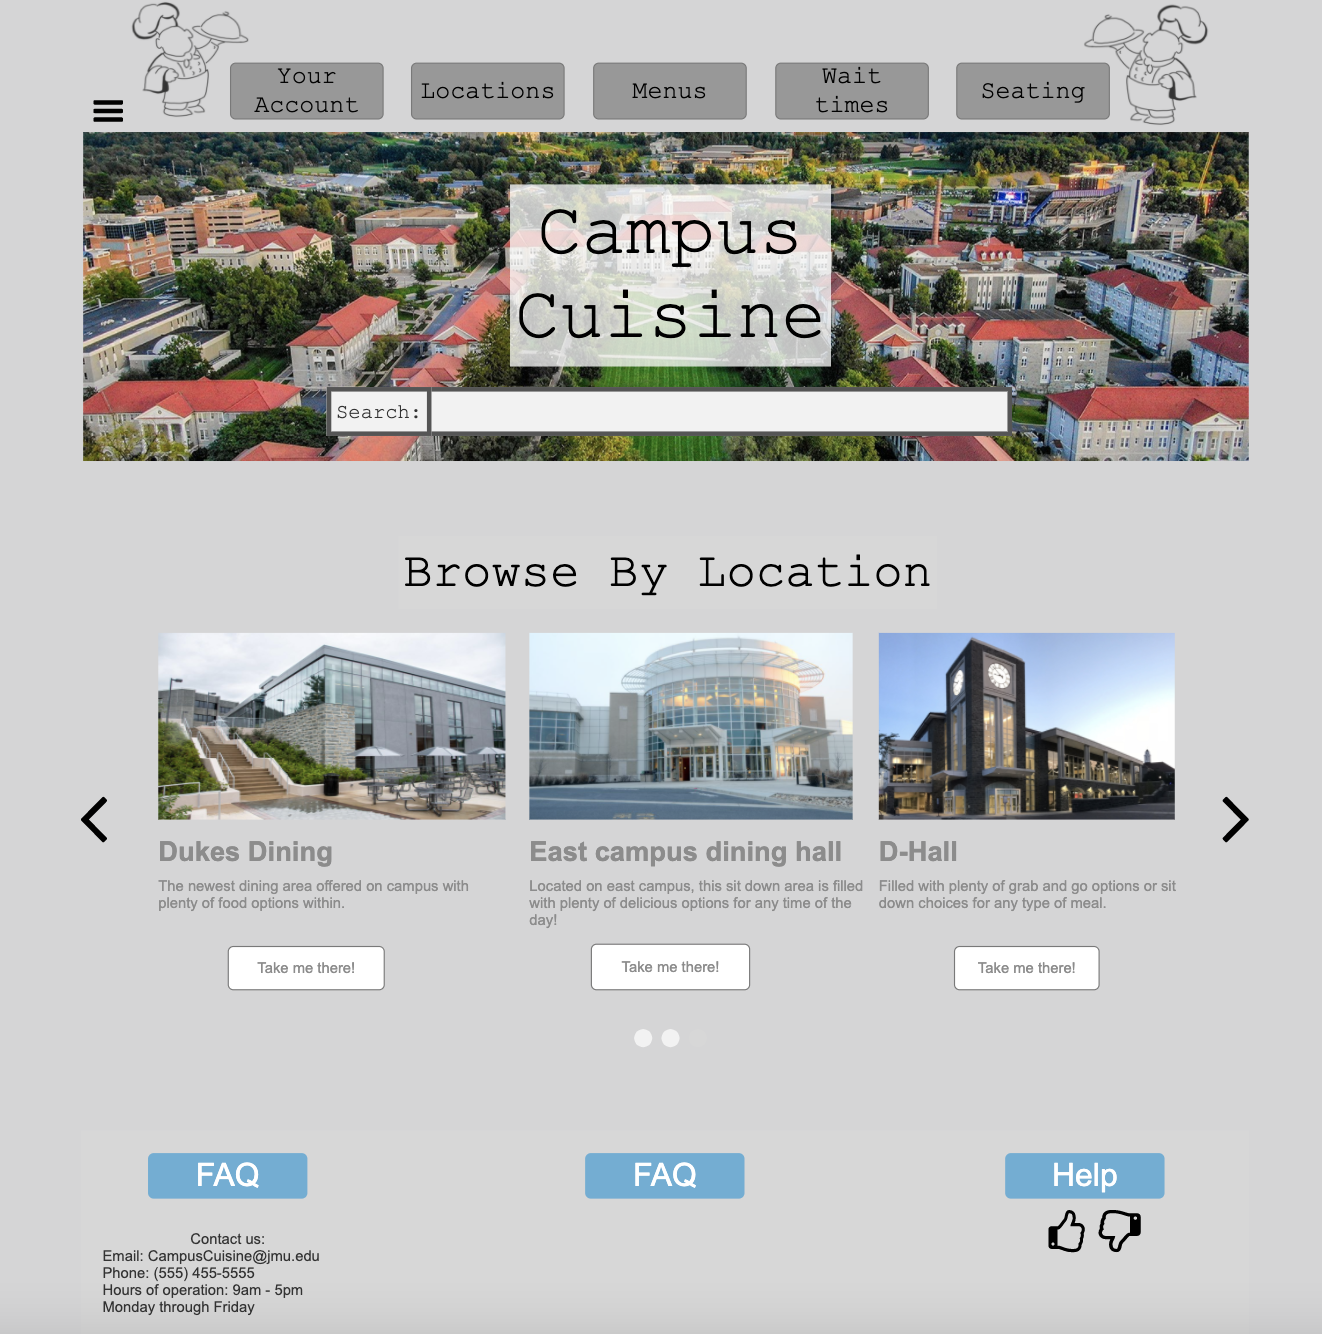 Your
Account
Locations
Menus
Wait
times
Seating
Campus
Cuisine
Search:
Browse By Location
Dukes Dining
The newest dining area offered on campus with
plenty of food options within.
Take me there!
East campus dining hall
Located on east campus, this sit down area is filled
with plenty of delicious options for any time of the
day!
Take me there!
D-Hall
Filled with plenty of grab and go options or sit
down choices for any type of meal.
Take me there!
FAQ
FAQ
Help
Contact us:
Email: CampusCuisine@jmu.edu
Phone: (555) 455-5555
Hours of operation: 9am - 5pm
Monday through Friday